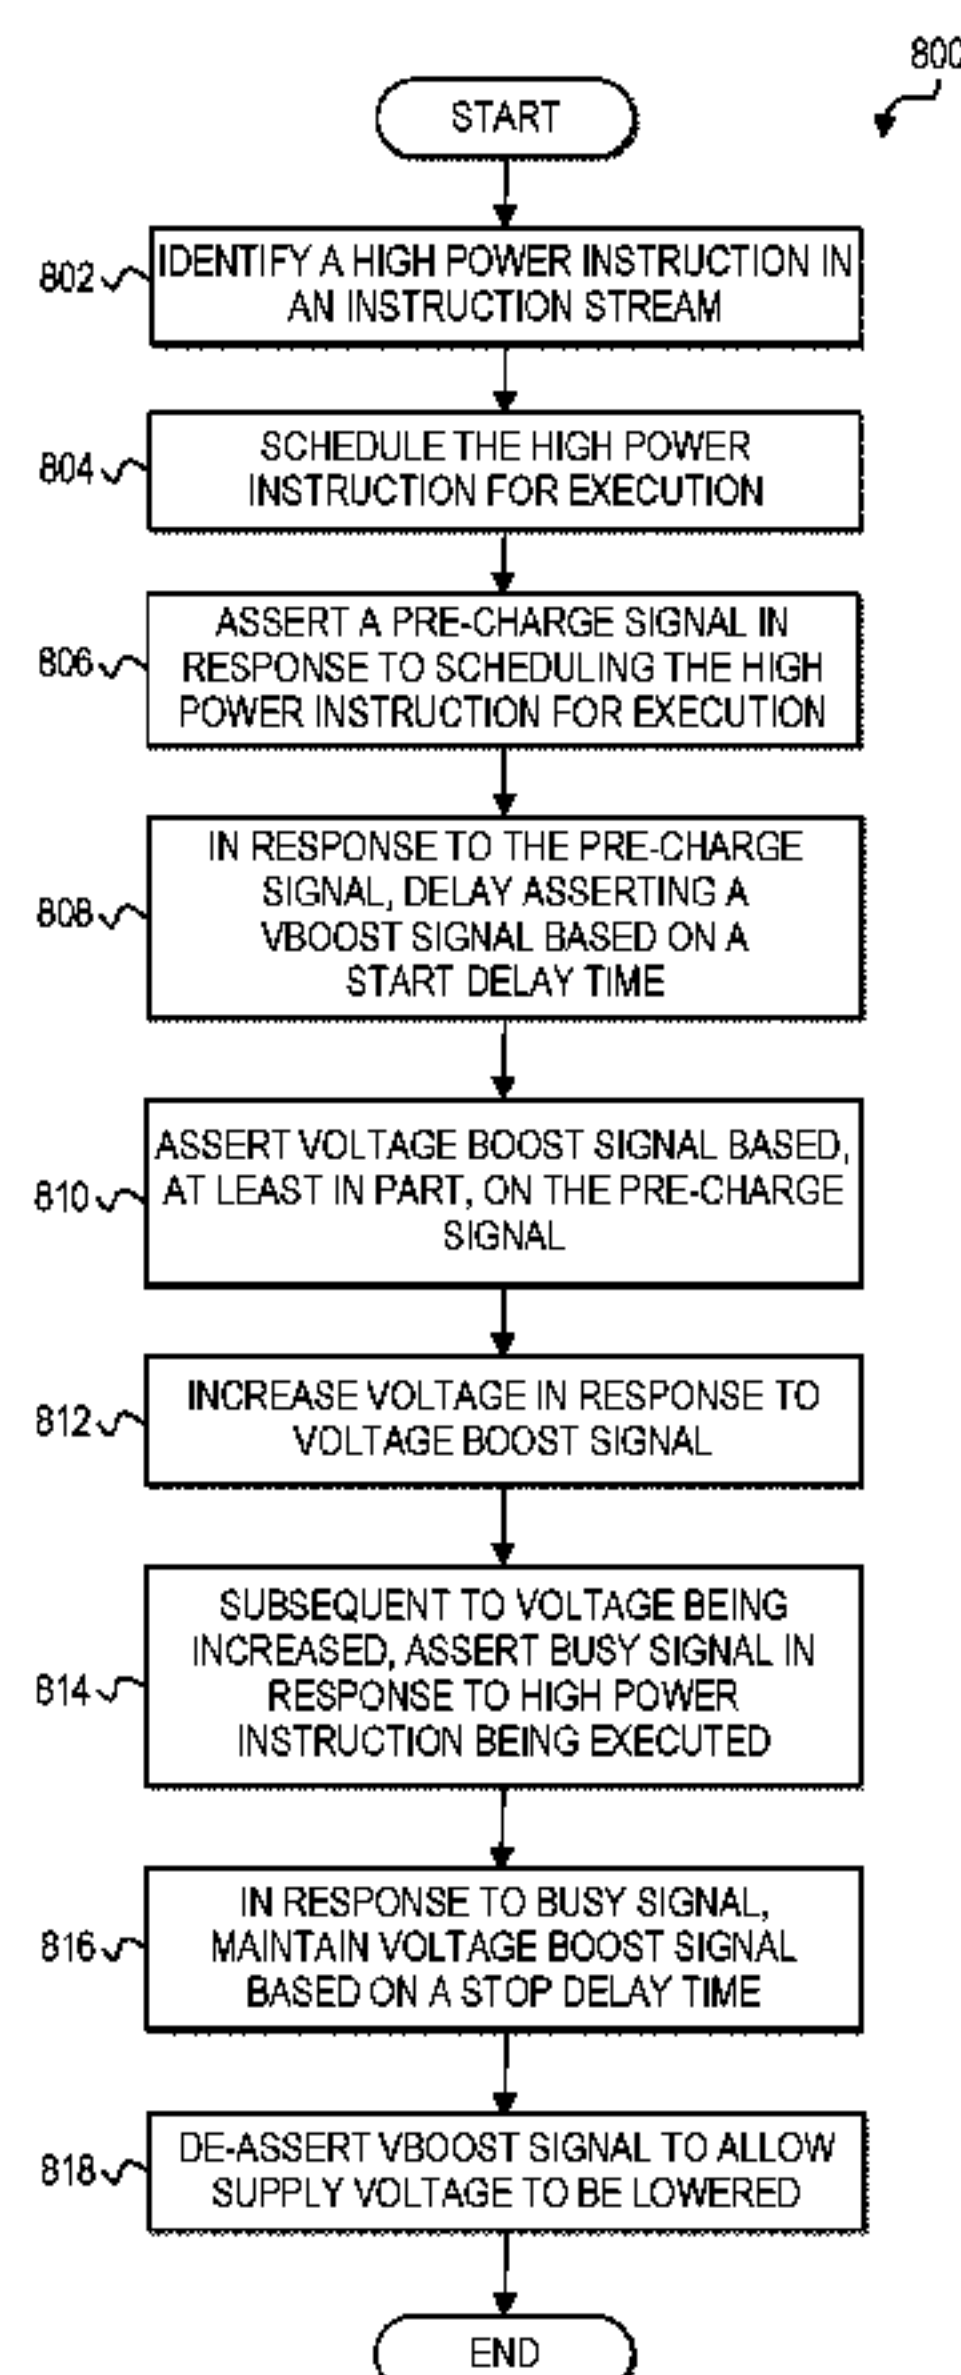 800
START
802
IDENTIFY A HIGH POWER INSTRUCTION IN
AN INSTRUCTION STREAM
804
SCHEDULE THE HIGH POWER
INSTRUCTION FOR EXECUTION
806
ASSERT A PRE-CHARGE SIGNAL IN
RESPONSE TO SCHEDULING THE HIGH
POWER INSTRUCTION FOR EXECUTION
808
IN RESPONSE TO THE PRE-CHARGE
SIGNAL, DELAY ASSERTING A
VBOOST SIGNAL BASED ON A
START DELAY TIME
810
ASSERT VOLTAGE BOOST SIGNAL BASED,
AT LEAST IN PART, ON THE PRE-CHARGE
SIGNAL
812
INCREASE VOLTAGE IN RESPONSE TO
VOLTAGE BOOST SIGNAL
814
SUBSEQUENT TO VOLTAGE BEING
INCREASED, ASSERT BUSY SIGNAL IN
RESPONSE TO HIGH POWER
INSTRUCTION BEING EXECUTED
816
IN RESPONSE TO BUSY SIGNAL,
MAINTAIN VOLTAGE BOOST SIGNAL
BASED ON A STOP DELAY TIME
818
DE-ASSERT VBOOST SIGNAL TO ALLOW
SUPPLY VOLTAGE TO BE LOWERED
END